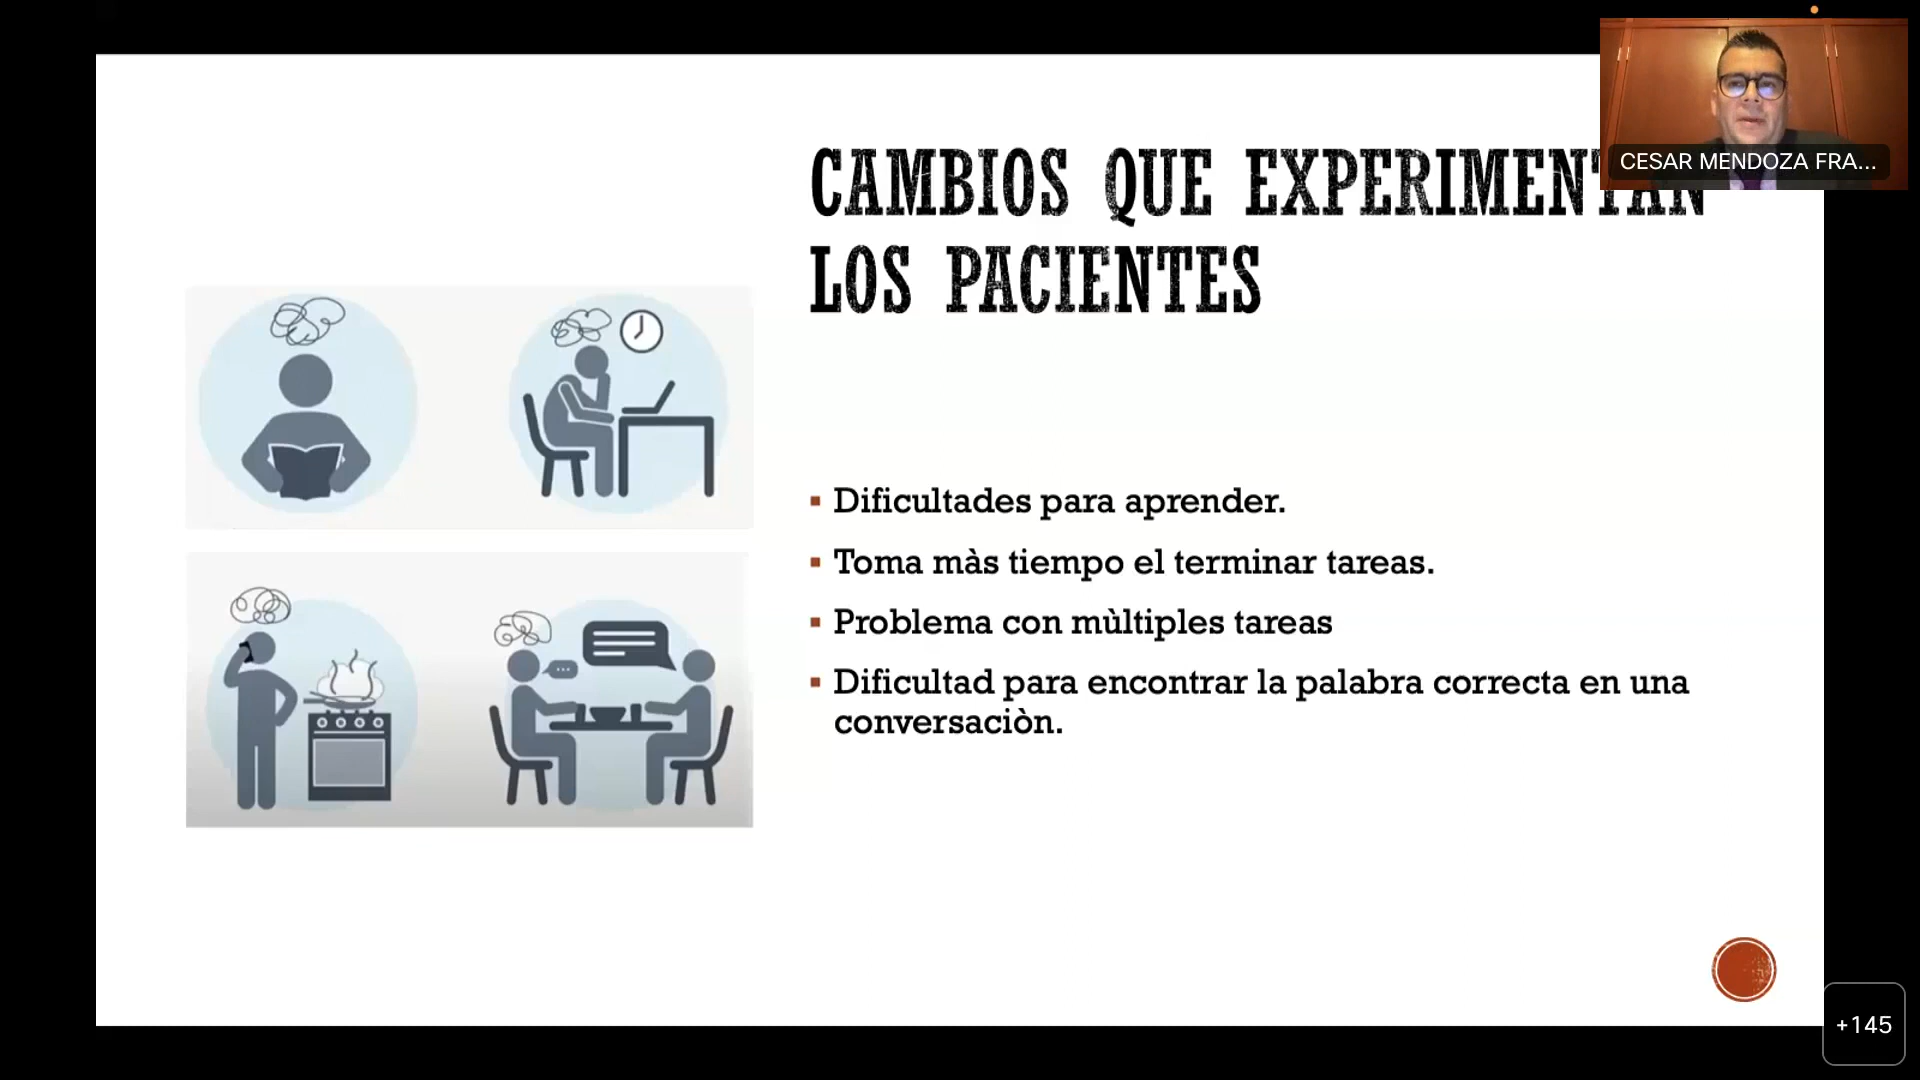 CESAR MENDOZA FRA...
CAMBIOS QUE EXPERIMENTAN
LOS PACIENTES
Dificultades para aprender.
Toma màs tiempo el terminar tareas.
Problema con mùltiples tareas
Dificultad para encontrar la palabra correcta en una
conversaciòn.
+145